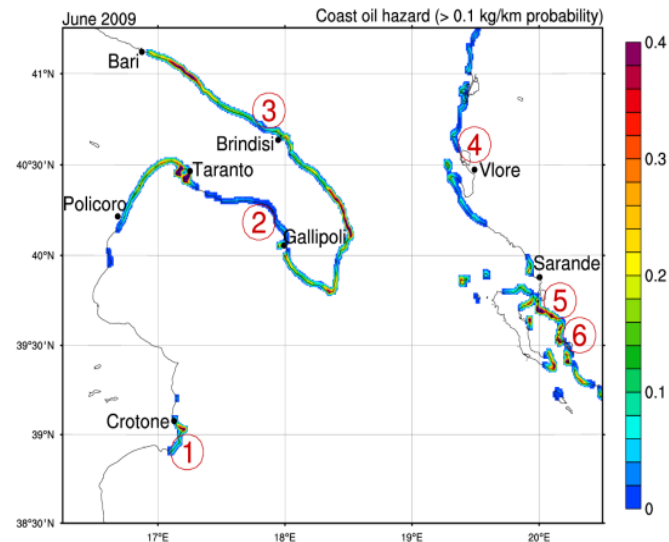 June 2009 Coast oil hazard (> 0.1 kg/km probability)
41°N
40°30'N
40°N
39°30'N
39°N
38°30'N
17°E 18°E 19°E 20°E
Bari
3
Brindisi
4
Taranto
Vlore
Policoro
2
Gallipoli
Sarande
5
6
Crotone
1
0.4
0.3
0.2
0.1
0